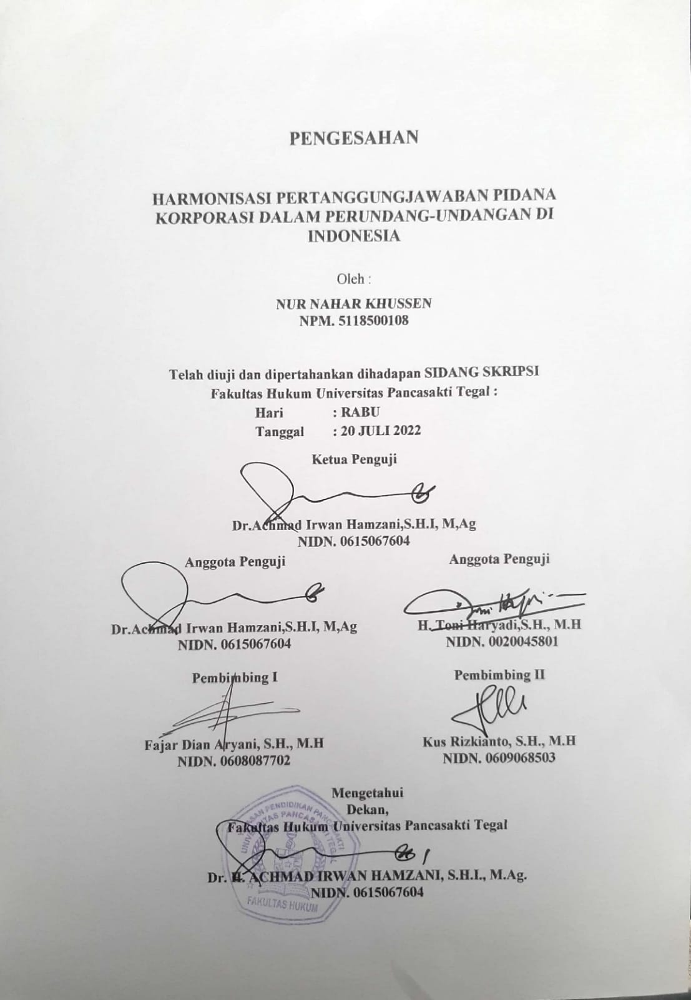 PENGESAHAN
HARMONISASI PERTANGGUNGJAWABAN PIDANA
KORPORASI DALAM PERUNDANG-UNDANGAN DI
INDONESIA
Oleh :
NUR NAHAR KHUSSEN
NPM. 5118500108
Telah diuji dan dipertahankan dihadapan SIDANG SKRIPSI
Fakultas Hukum Universitas Pancasakti Tegal :
Hari : RABU
Tanggal : 20 JULI 2022
Ketua Penguji
Dr.Achmad Irwan Hamzani,S.H.I, M,Ag
NIDN. 0615067604
Anggota Penguji
Dr.Achmad Irwan Hamzani,S.H.I, M,Ag
NIDN. 0615067604
Anggota Penguji
H. Toni Haryadi,S.H., M.H
NIDN. 0020045801
Pembimbing I
Fajar Dian Aryani, S.H., M.H
NIDN. 0608087702
Pembimbing II
Kus Rizkianto, S.H., M.H
NIDN. 0609068503
Mengetahui
Dekan,
Fakultas Hukum Universitas Pancasakti Tegal
Dr. H. ACHMAD IRWAN HAMZANI, S.H.I., M.Ag.
NIDN. 0615067604
YAYASAN PENDIDIKAN PANCASAKTI
UNIVERSITAS PANCASAKTI TEGAL
FAKULTAS HUKUM